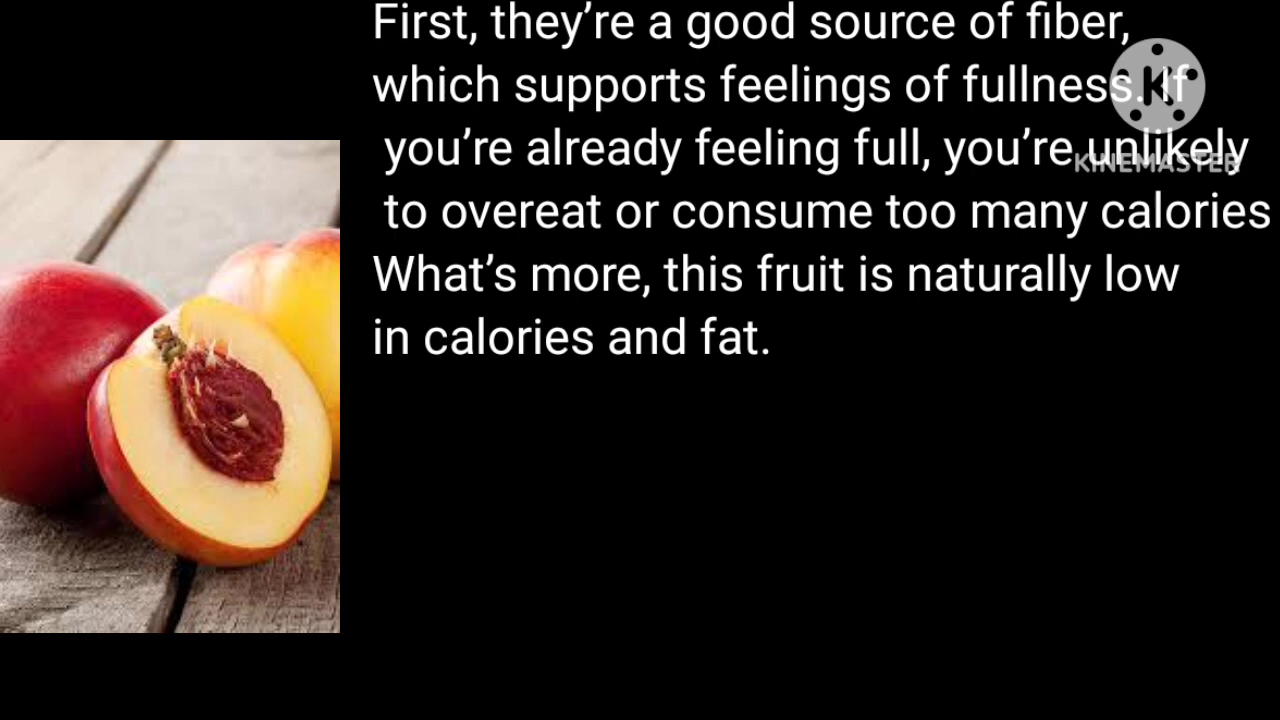 First, they’re a good source of fiber,
which supports feelings of fullness. If
you’re already feeling full, you’re unlikely
to overeat or consume too many calories
What’s more, this fruit is naturally low
in calories and fat.
K
KINEMASTER